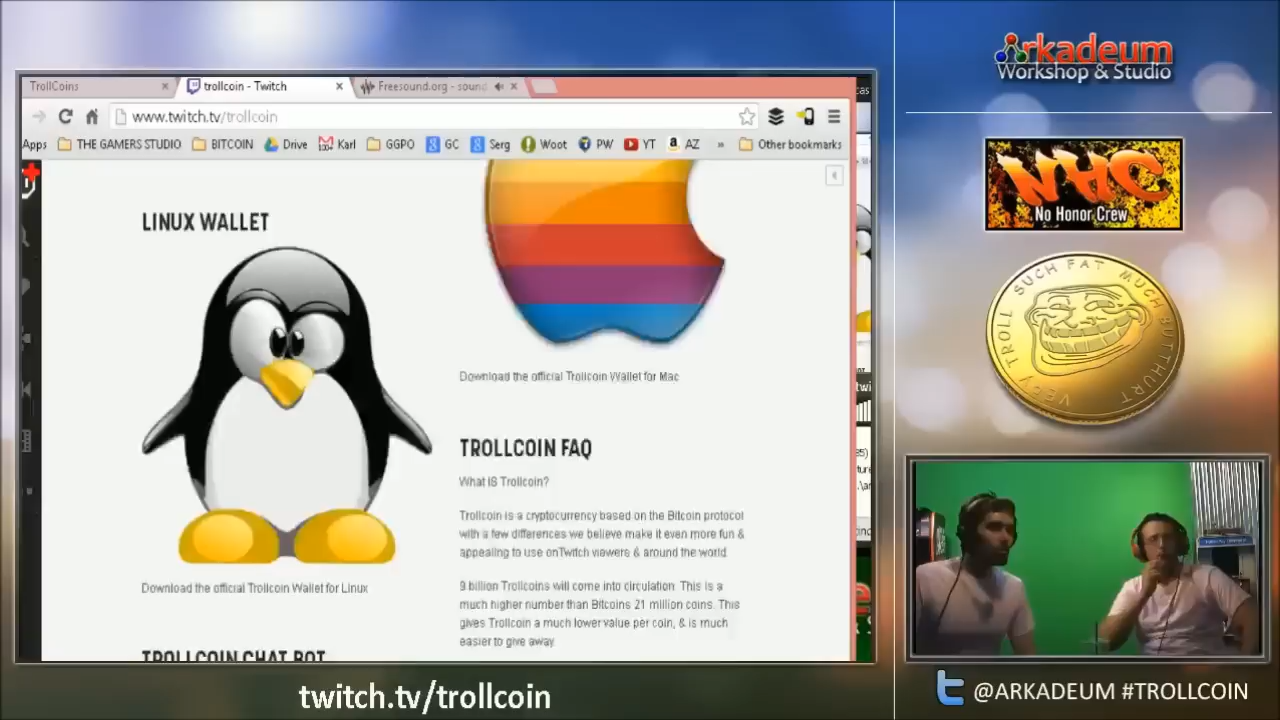 TrollCoins
trollcoin - Twitch
Freesound.org - sound
www.twitch.tv/trollcoin
Apps THE GAMERS STUDIO BITCOIN Drive Karl GGPO GC Serg Woot PW YT AZ » Other bookmarks
LINUX WALLET
Download the official Trollcoin Wallet for Linux
TROLLCOIN CHAT BOT
Download the official Trollcoin Wallet for Mac
TROLLCOIN FAQ
What IS Trollcoin?
Trollcoin is a cryptocurrency based on the Bitcoin protocol
with a few differences we believe make it even more fun &
appealing to use onTwitch viewers & around the world.
9 billion Trollcoins will come into circulation. This is a
much higher number than Bitcoins 21 million coins. This
gives Trollcoin a much lower value per coin, & is much
easier to give away.
Arkadeum
Workshop & Studio
NHC
No Honor Crew
SUCH FAT MUCH BUTTHURT
VERY TROLL
twitch.tv/trollcoin
@ARKADEUM #TROLLCOIN